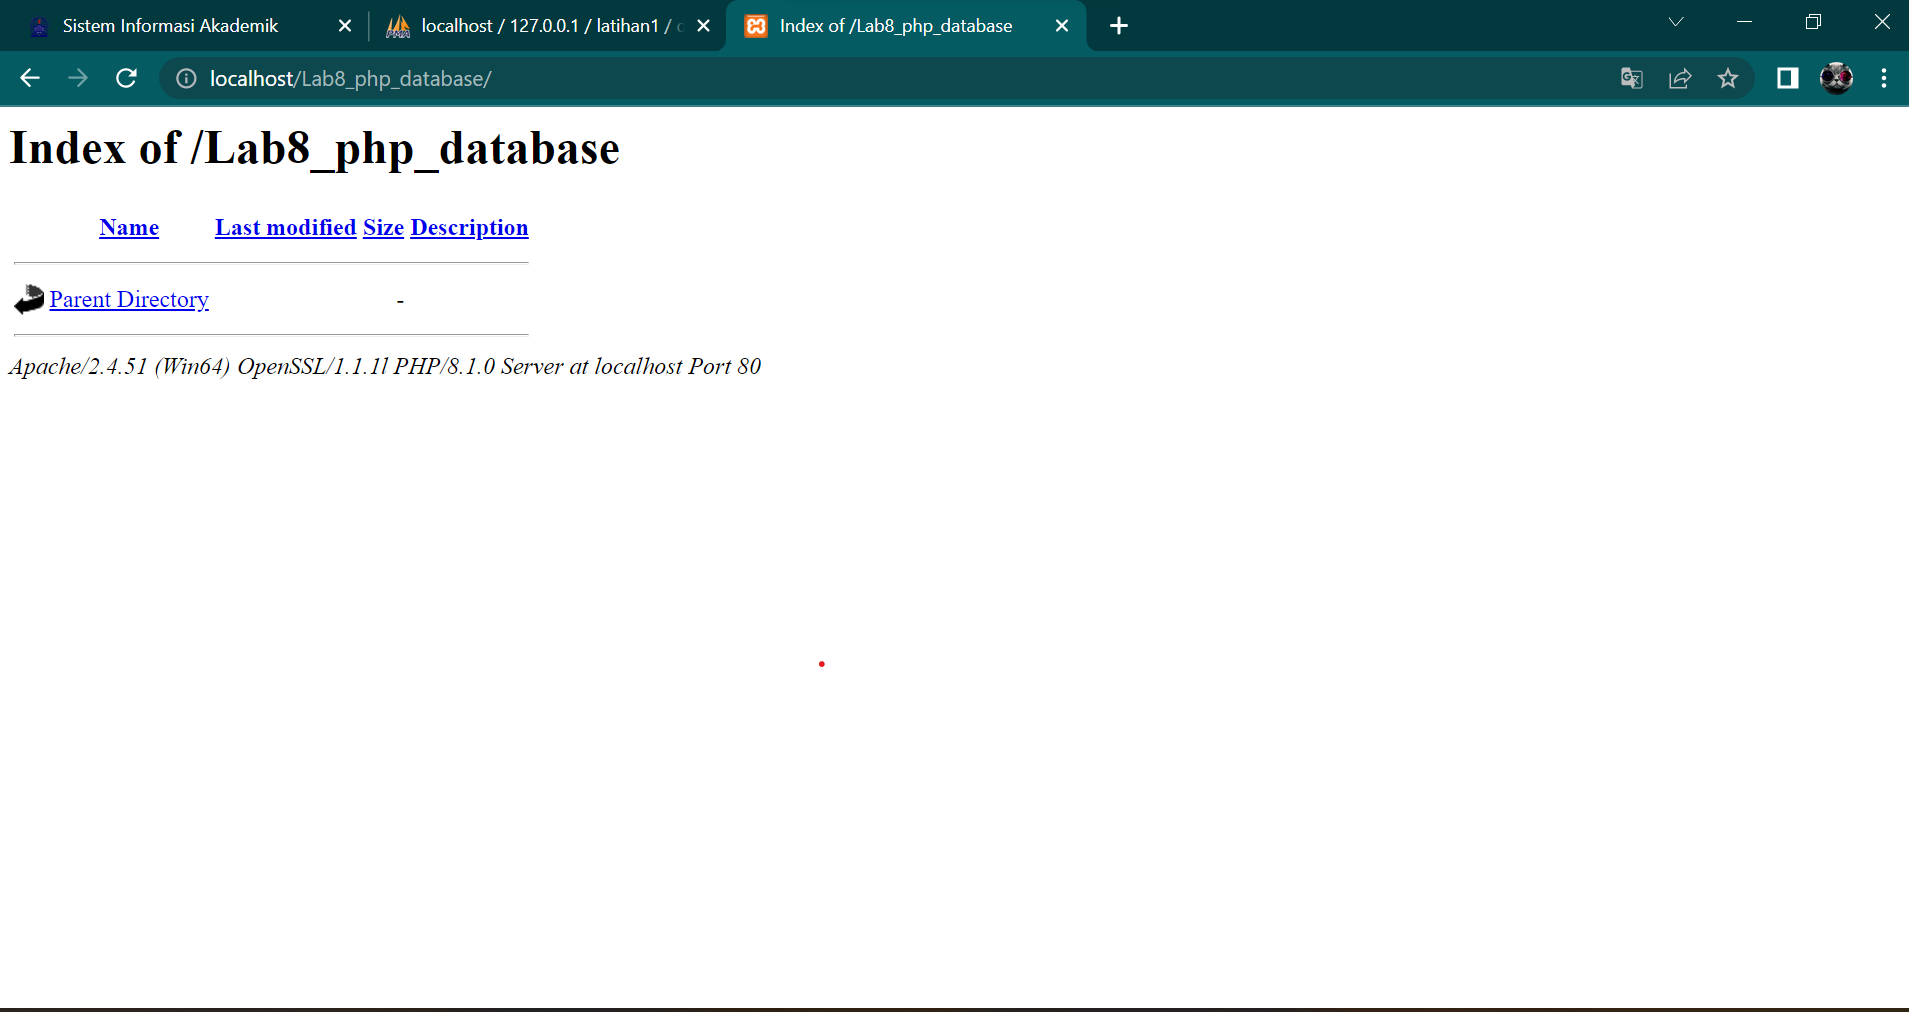 Sistem Informasi Akademik
localhost / 127.0.0.1 / latihan1 /
Index of /Lab8_php_database
localhost/Lab8_php_database/
Index of /Lab8_php_database
Name Last modified Size Description
Parent Directory -
Apache/2.4.51 (Win64) OpenSSL/1.1.1l PHP/8.1.0 Server at localhost Port 80